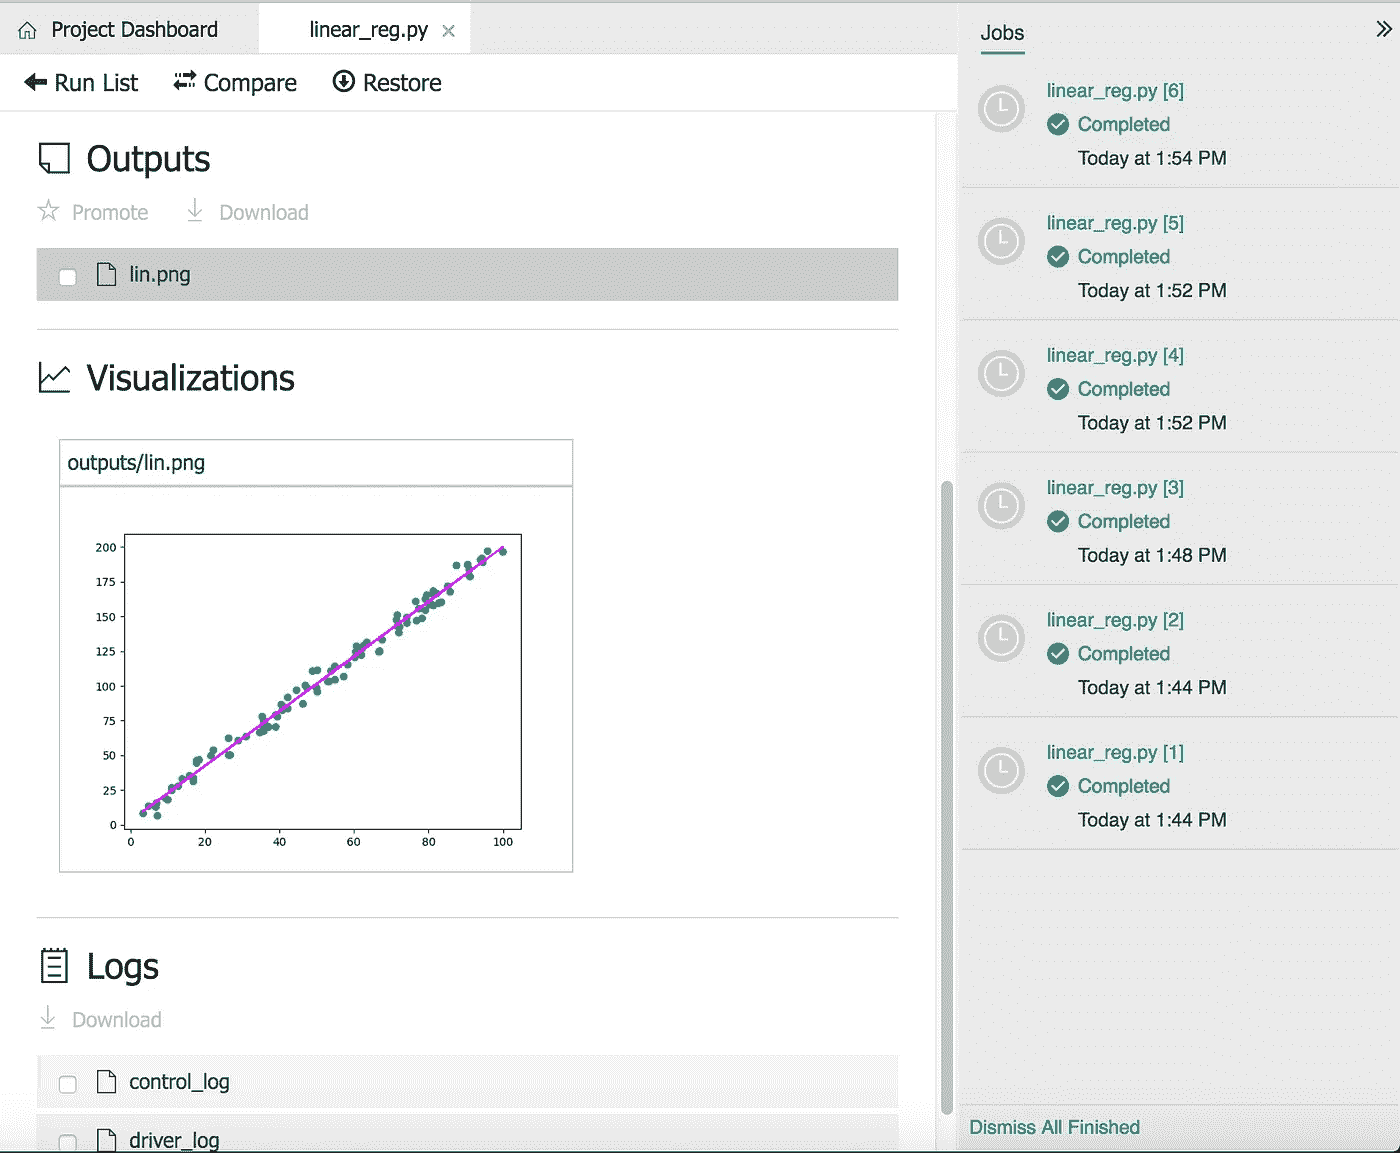 Project Dashboard
linear_reg.py
Run List Compare Restore
Outputs
Promote Download
lin.png
Visualizations
outputs/lin.png
200
175
150
125
100
75
50
25
0
0 20 40 60 80 100
Logs
Download
control_log
driver_log
Jobs
linear_reg.py [6]
Completed
Today at 1:54 PM
linear_reg.py [5]
Completed
Today at 1:52 PM
linear_reg.py [4]
Completed
Today at 1:52 PM
linear_reg.py [3]
Completed
Today at 1:48 PM
linear_reg.py [2]
Completed
Today at 1:44 PM
linear_reg.py [1]
Completed
Today at 1:44 PM
Dismiss All Finished